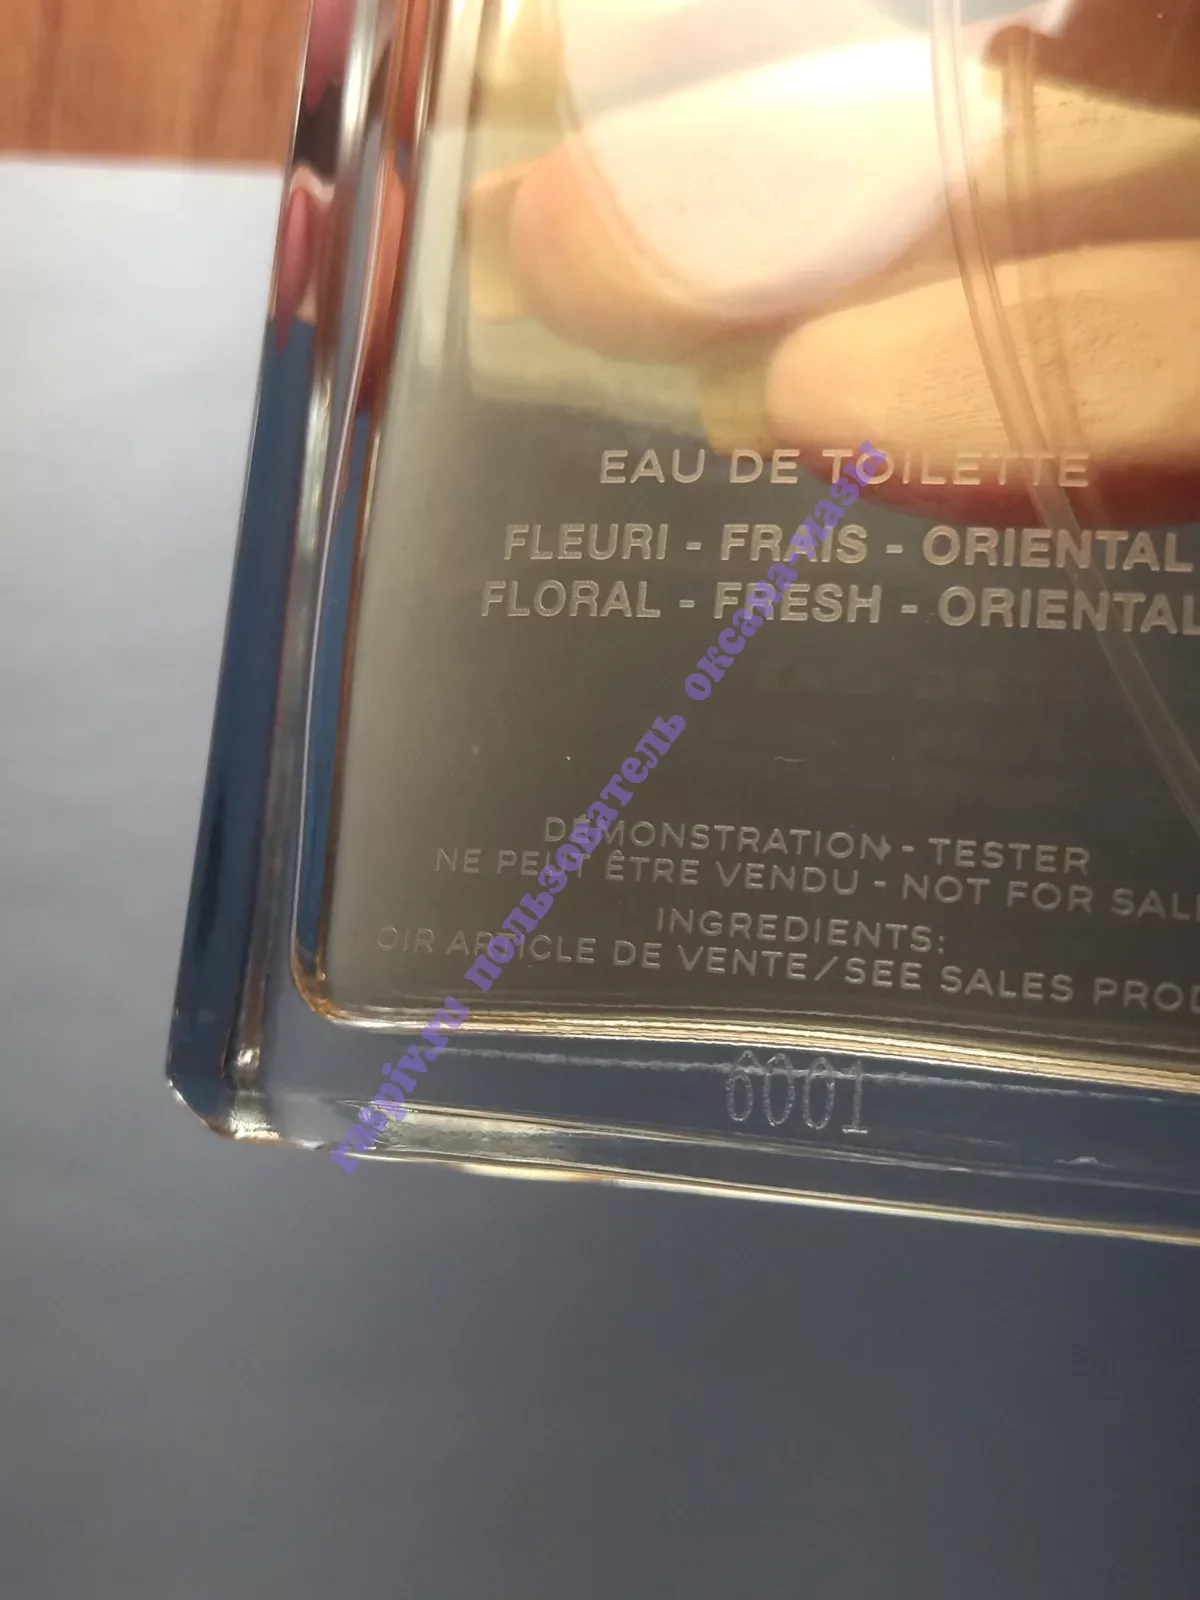 EAU DE TOILETTE
FLEURI - FRAIS - ORIENTAL
FLORAL - FRESH - ORIENTAL
DÉMONSTRATION - TESTER
NE PEUT ÊTRE VENDU - NOT FOR SAL
INGREDIENTS:
OIR ARTICLE DE VENTE/SEE SALES PROD
6001
raspiv.ru пользователь оксана-мазы